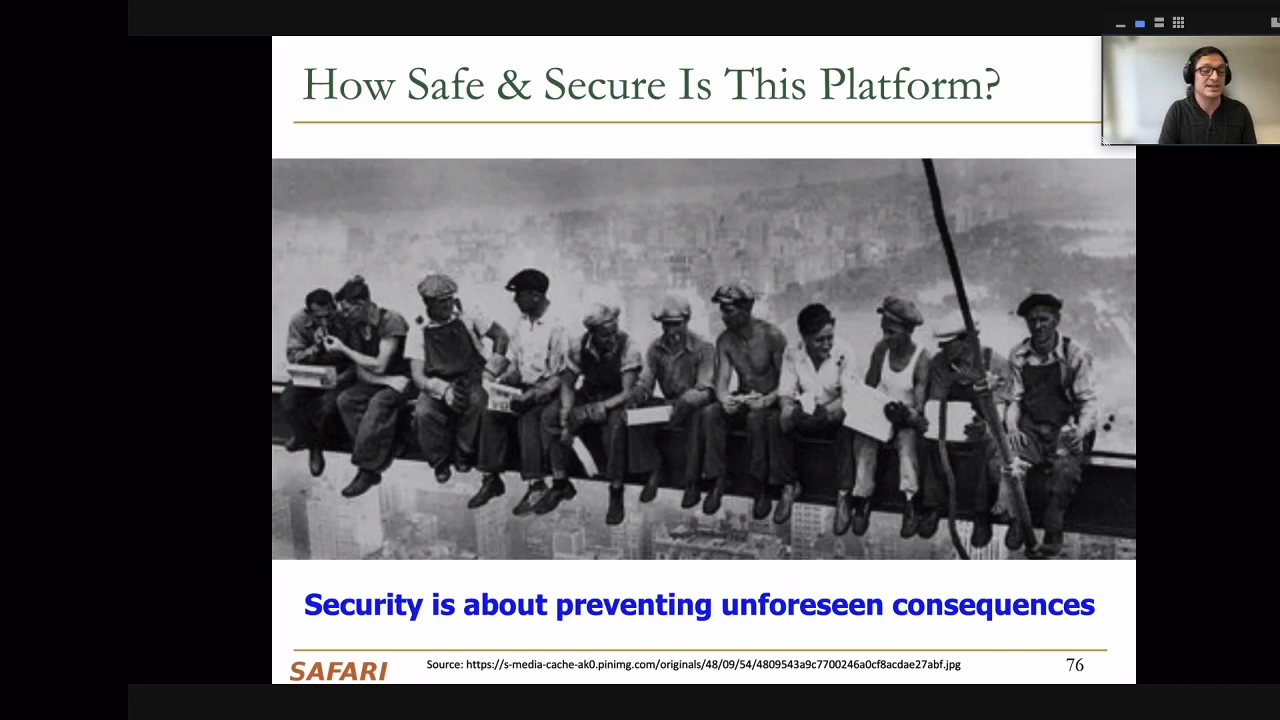 How Safe & Secure Is This Platform?
Security is about preventing unforeseen consequences
SAFARI
Source: https://s-media-cache-ak0.pinimg.com/originals/48/09/54/4809543a9c7700246a0cf8acdae27abf.jpg
76